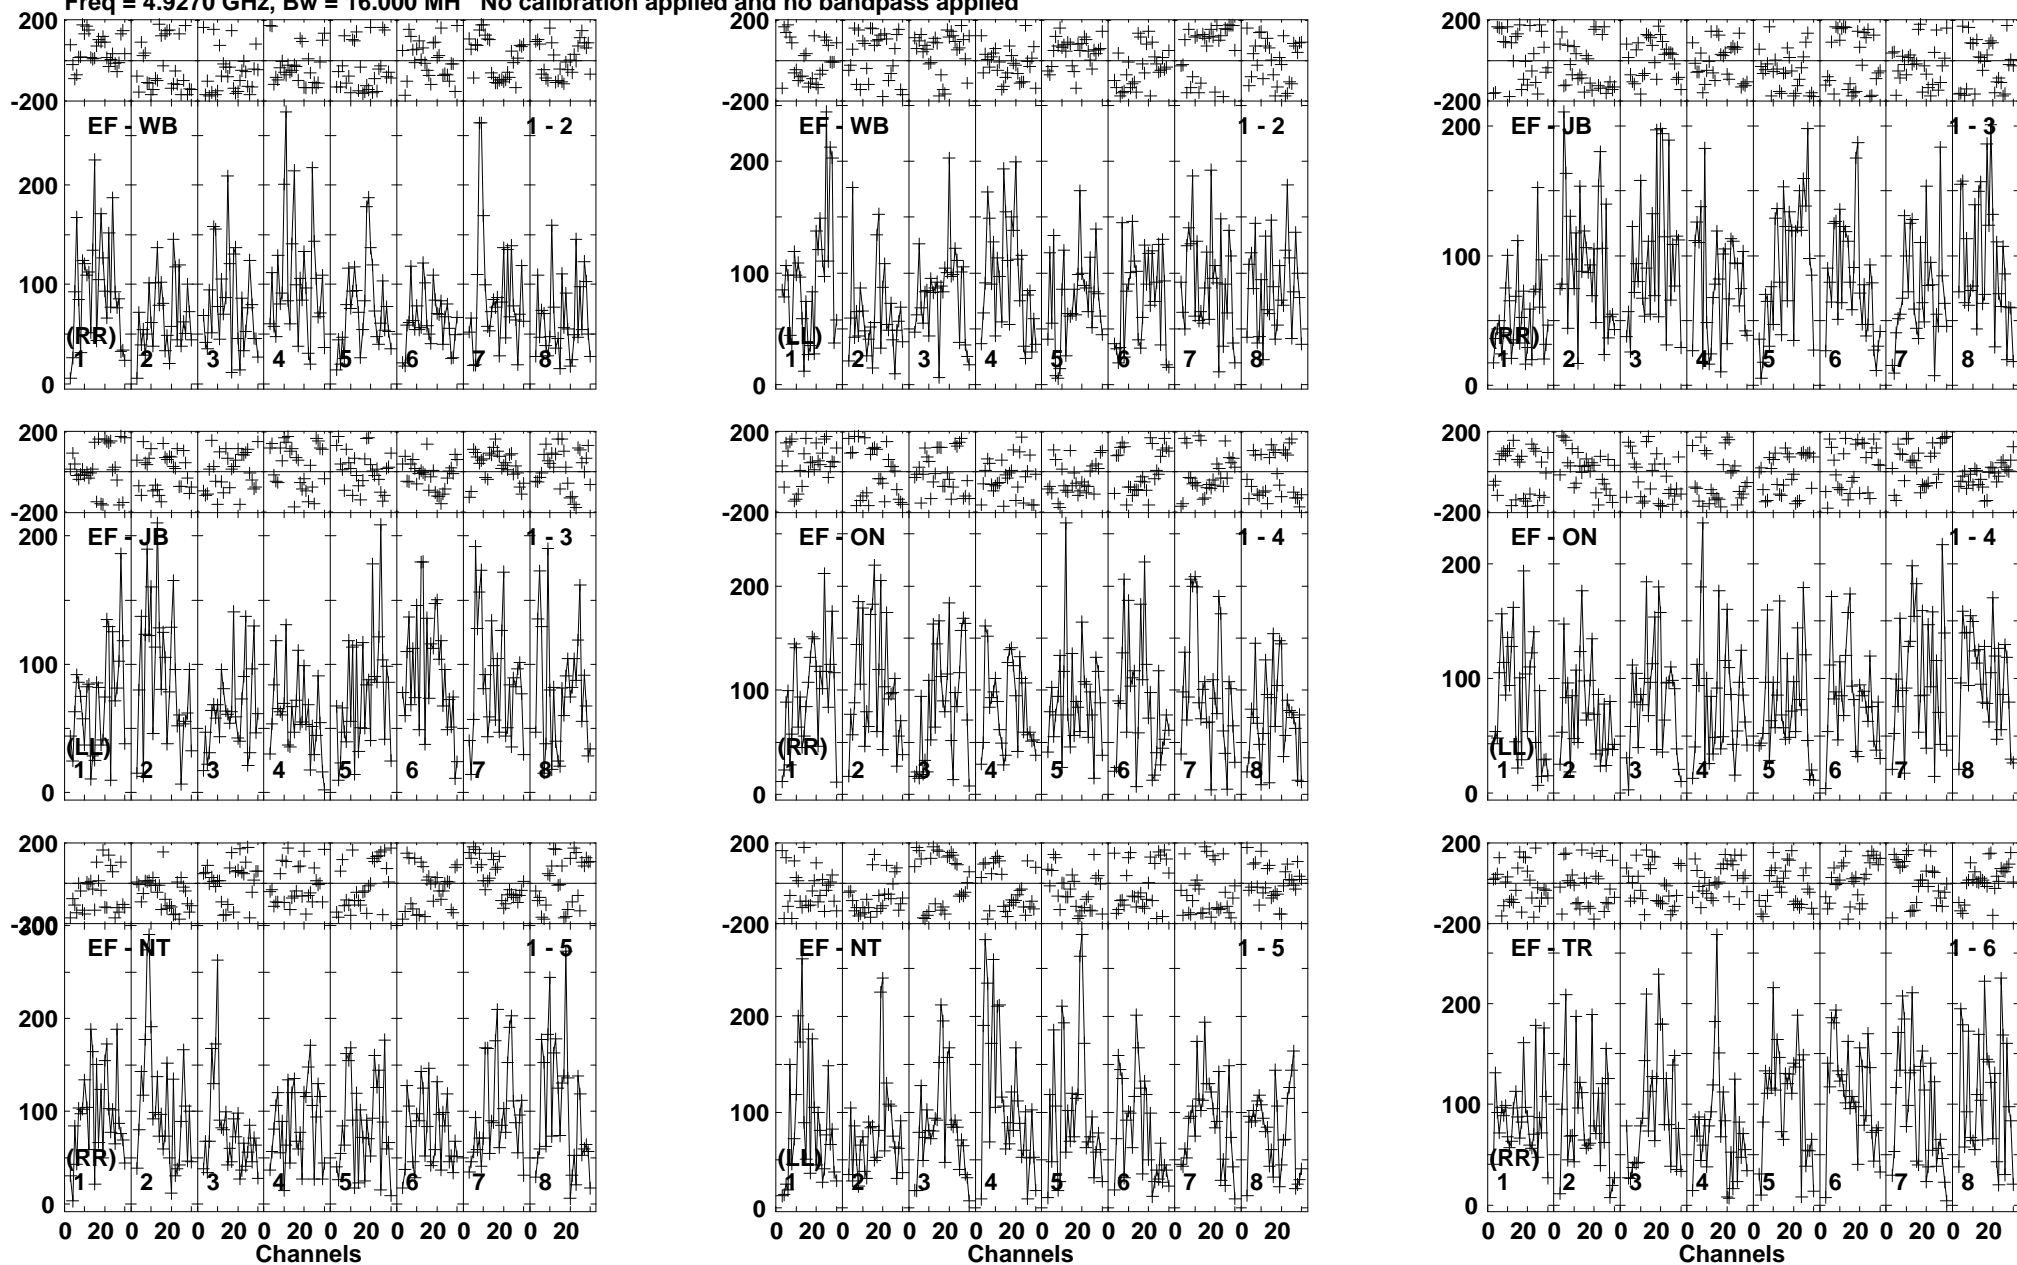 Freq = 4.9270 GHz, Bw = 16.000 MH No calibration applied and no bandpass applied
200 200 200
-200 -200 -200
EF - WB 1 - 2 EF - WB 1 - 2 EF - JB 1 - 3
200 200 200
100 100 100
(RR) (LL) (RR)
1 2 3 4 5 6 7 8 1 2 3 4 5 6 7 8 1 2 3 4 5 6 7 8
0 0 0
200 200 200
-200 -200 -200
EF - JB 1 - 3 EF - ON 1 - 4 EF - ON 1 - 4
200 200 200
100 100 100
(LL) (RR) (LL)
1 2 3 4 5 6 7 8 1 2 3 4 5 6 7 8 1 2 3 4 5 6 7 8
0 0 0
200 200 200
-200 -200 -200
300
EF - NT 1 - 5 EF - NT 1 - 5 EF - TR 1 - 6
200 200 200
100 100 100
(RR) (LL) (RR)
1 2 3 4 5 6 7 8 1 2 3 4 5 6 7 8 1 2 3 4 5 6 7 8
0 0 0
0 20 0 20 0 20 0 20 0 20 0 20 0 20 0 20 0 20 0 20 0 20 0 20 0 20 0 20 0 20 0 20 0 20 0 20 0 20 0 20 0 20 0 20 0 20 0 20
Channels Channels Channels